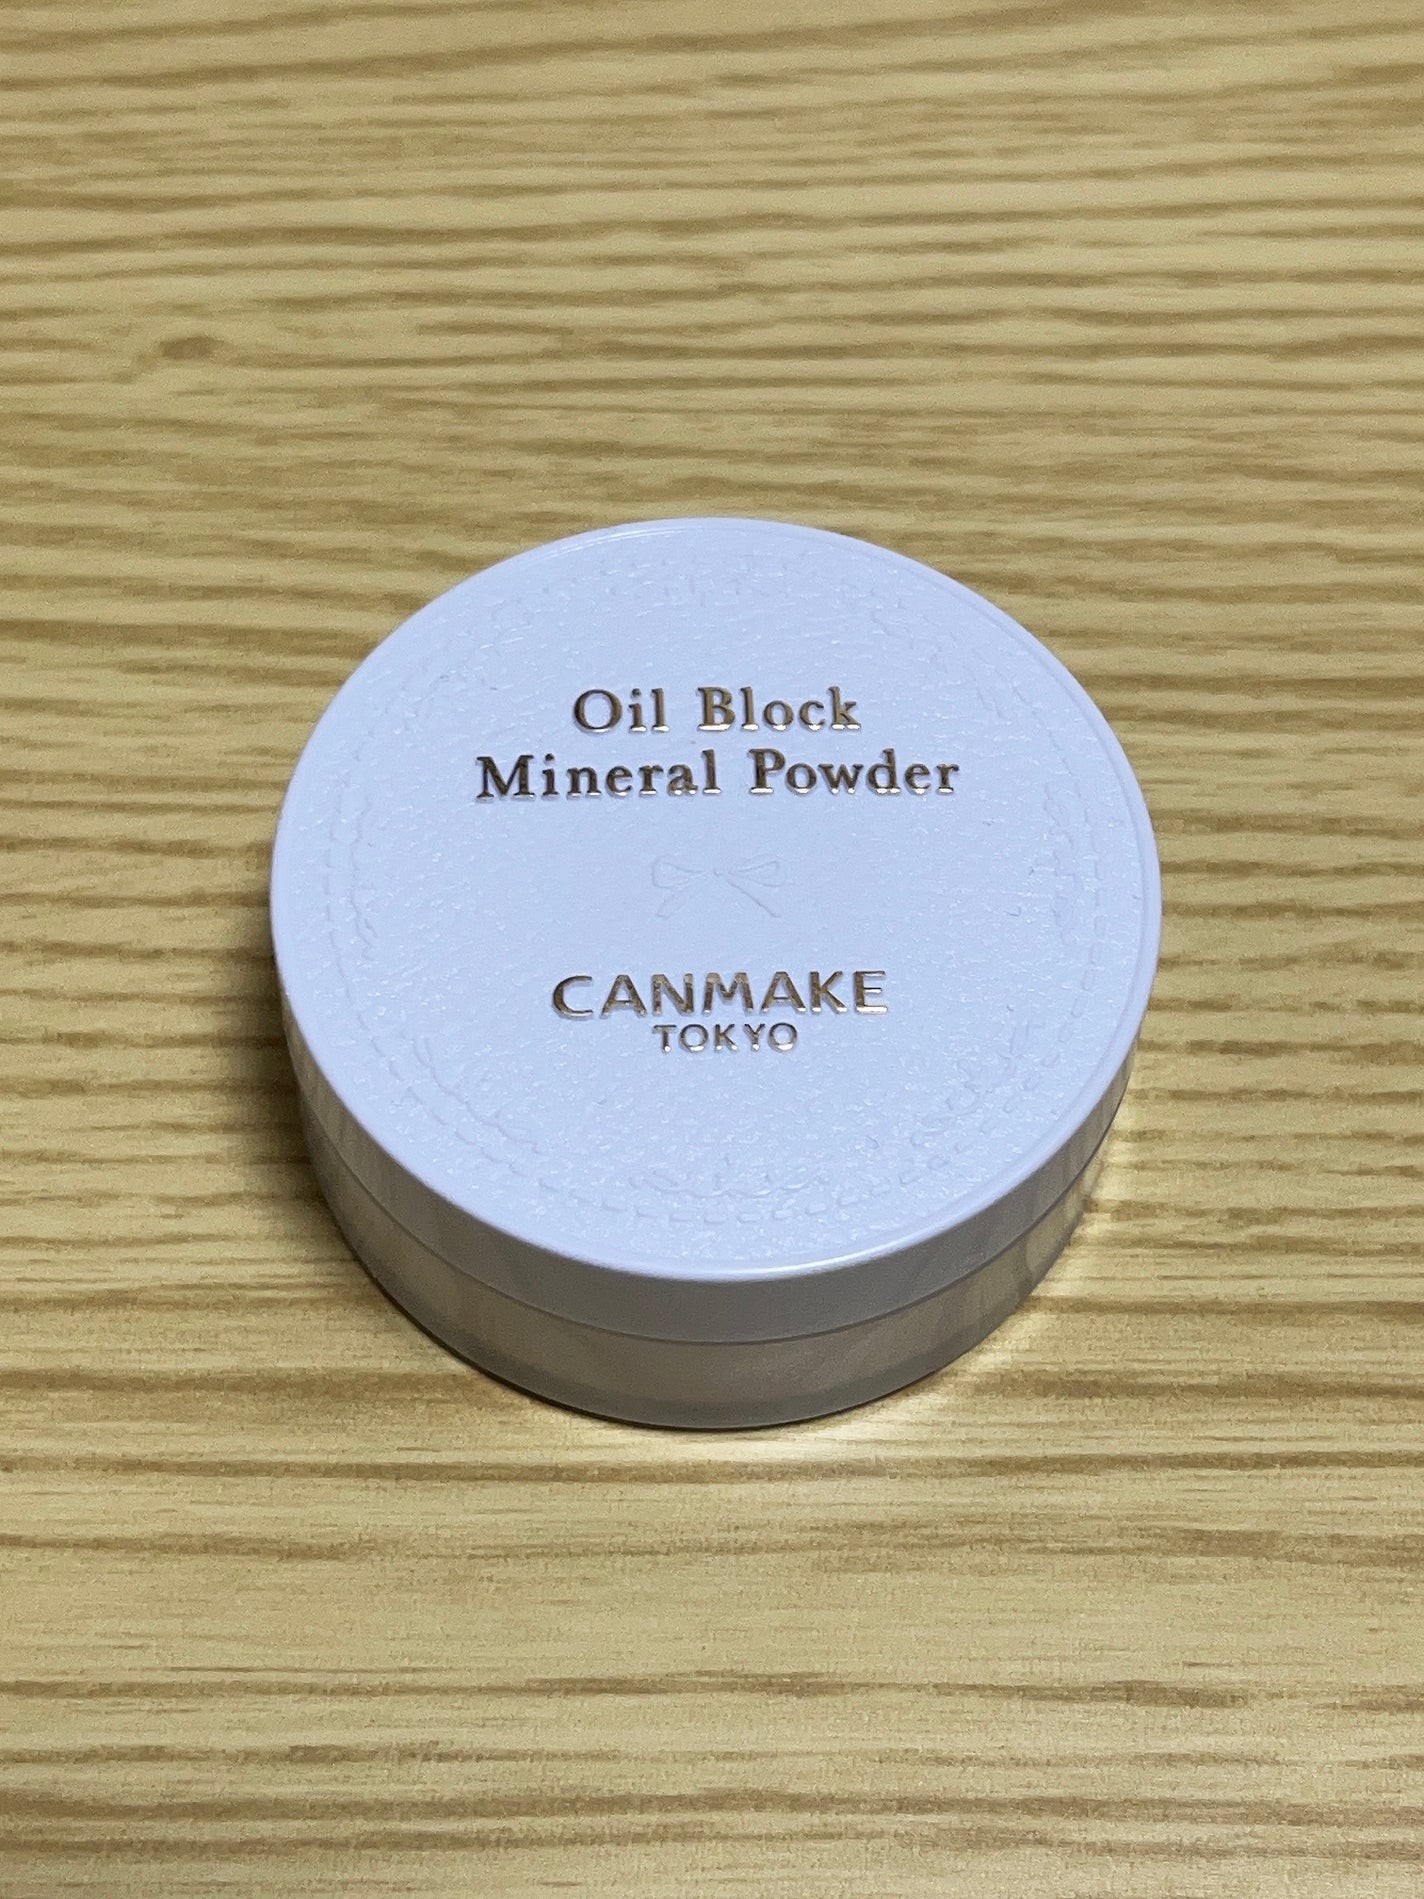 Oil Block
Mineral Powder
CANMAKE
TOKYO